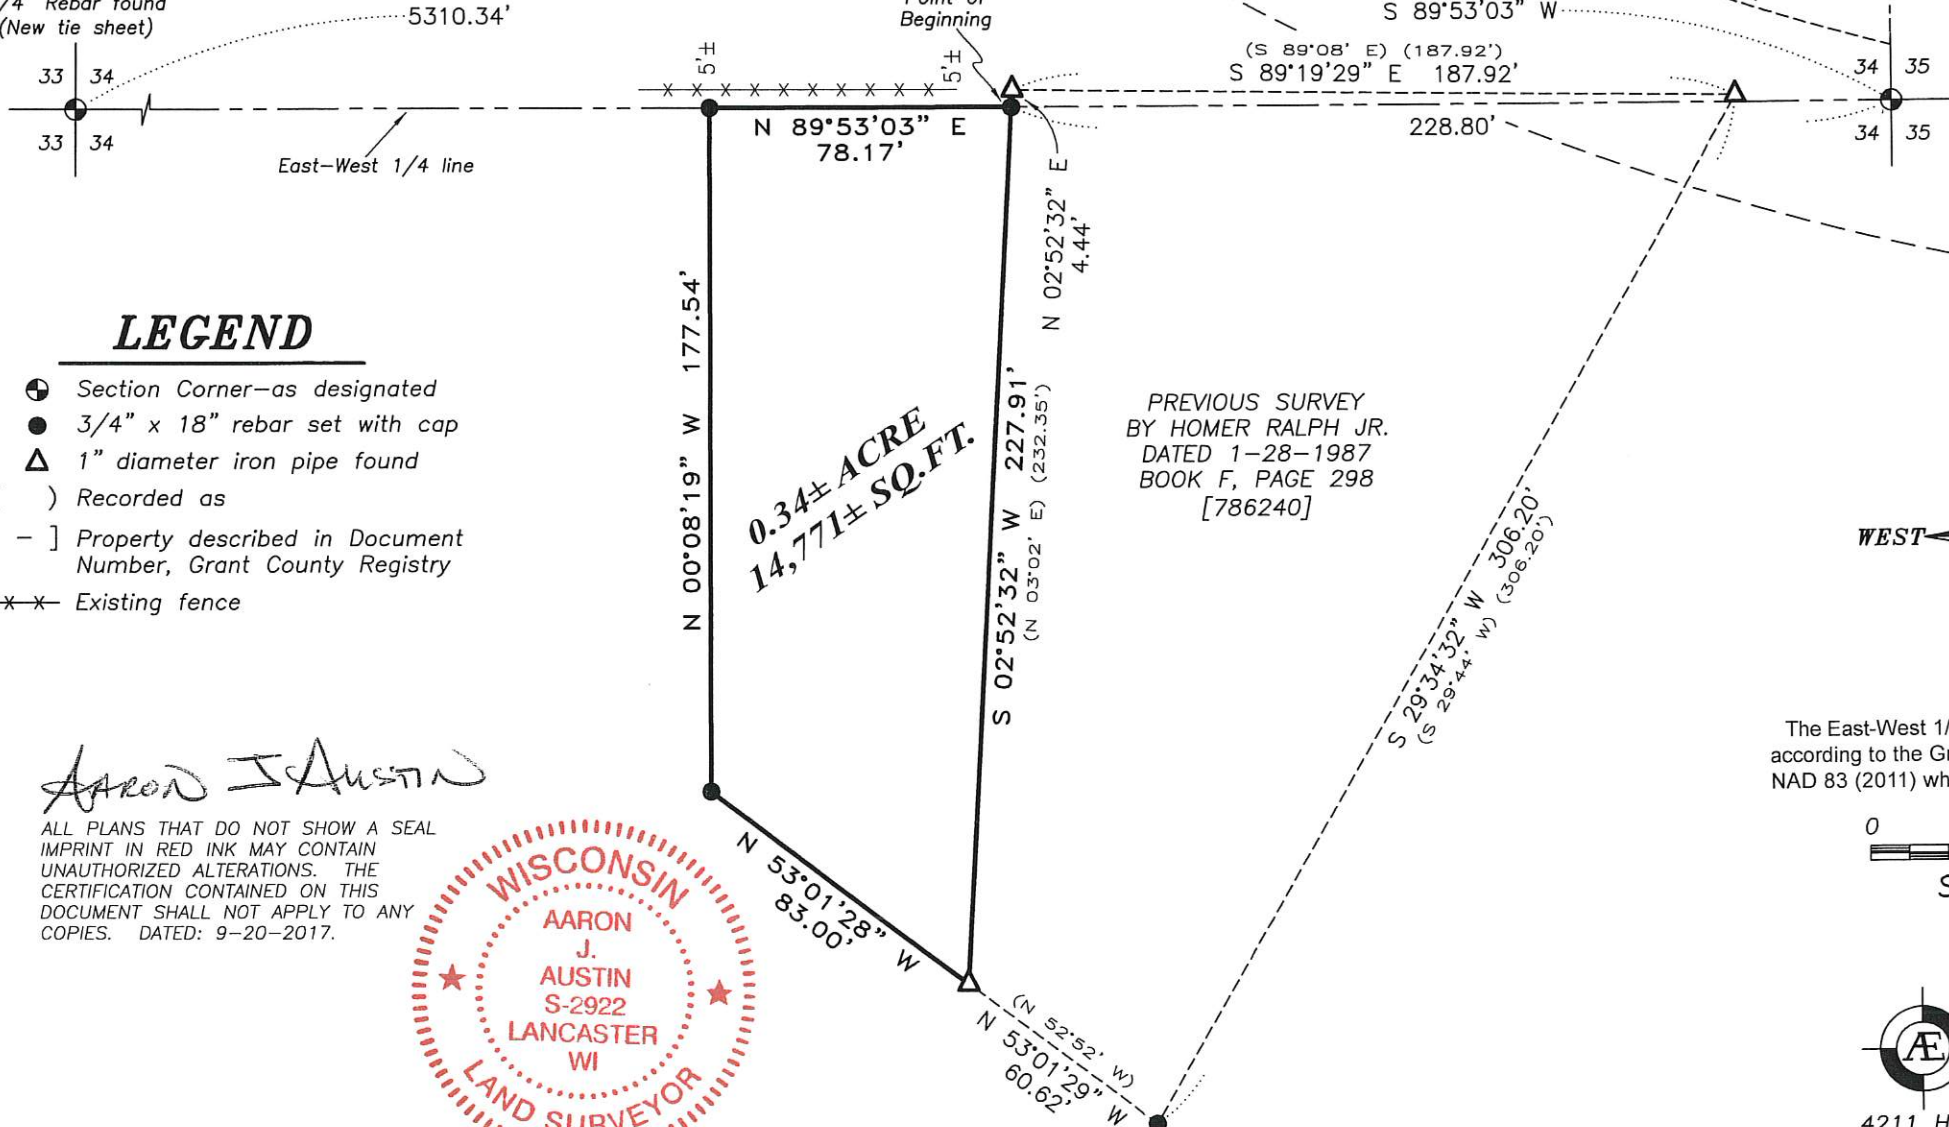 /4" Rebar found
(New tie sheet)
5310.34'
Beginning
S 89°53'03" W
(S 89°08' E) (187.92')
S 89°19'29" E 187.92'
5'±
5'±
33 34
33 34
34 35
34 35
N 89°53'03" E
78.17'
228.80'
East-West 1/4 line
N 02°52'32" E
4.44'
N 00°08'19" W 177.54'
0.34± ACRE
14,771± SQ.FT.
S 02°52'32" W 227.91'
(N 03°02' E) (232.35')
PREVIOUS SURVEY
BY HOMER RALPH JR.
DATED 1-28-1987
BOOK F, PAGE 298
[786240]
S 29°34'32" W 306.20'
(S 29°44' W) (306.20')
WEST
LEGEND
Section Corner-as designated
3/4" x 18" rebar set with cap
1" diameter iron pipe found
) Recorded as
- ] Property described in Document
Number, Grant County Registry
x-x- Existing fence
AARON J AUSTIN
ALL PLANS THAT DO NOT SHOW A SEAL
IMPRINT IN RED INK MAY CONTAIN
UNAUTHORIZED ALTERATIONS. THE
CERTIFICATION CONTAINED ON THIS
DOCUMENT SHALL NOT APPLY TO ANY
COPIES. DATED: 9-20-2017.
WISCONSIN
AARON
J.
AUSTIN
S-2922
LANCASTER
WI
LAND SURVEYOR
N 53°01'28" W
83.00'
(N 52°52' W)
N 53°01'29" W
60.62'
The East-West 1/
according to the Gr
NAD 83 (2011) wh
0
S
Æ
4211 H